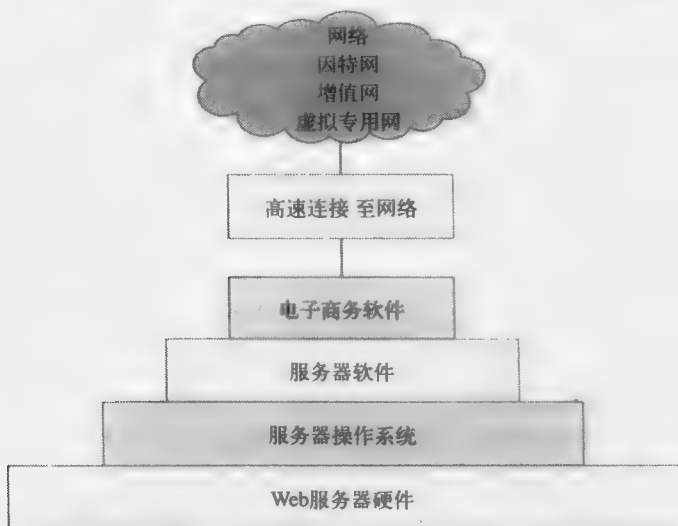 网络
因特网
增值网
虚拟专用网
高速连接 至网络
电子商务软件
服务器软件
服务器操作系统
Web服务器硬件